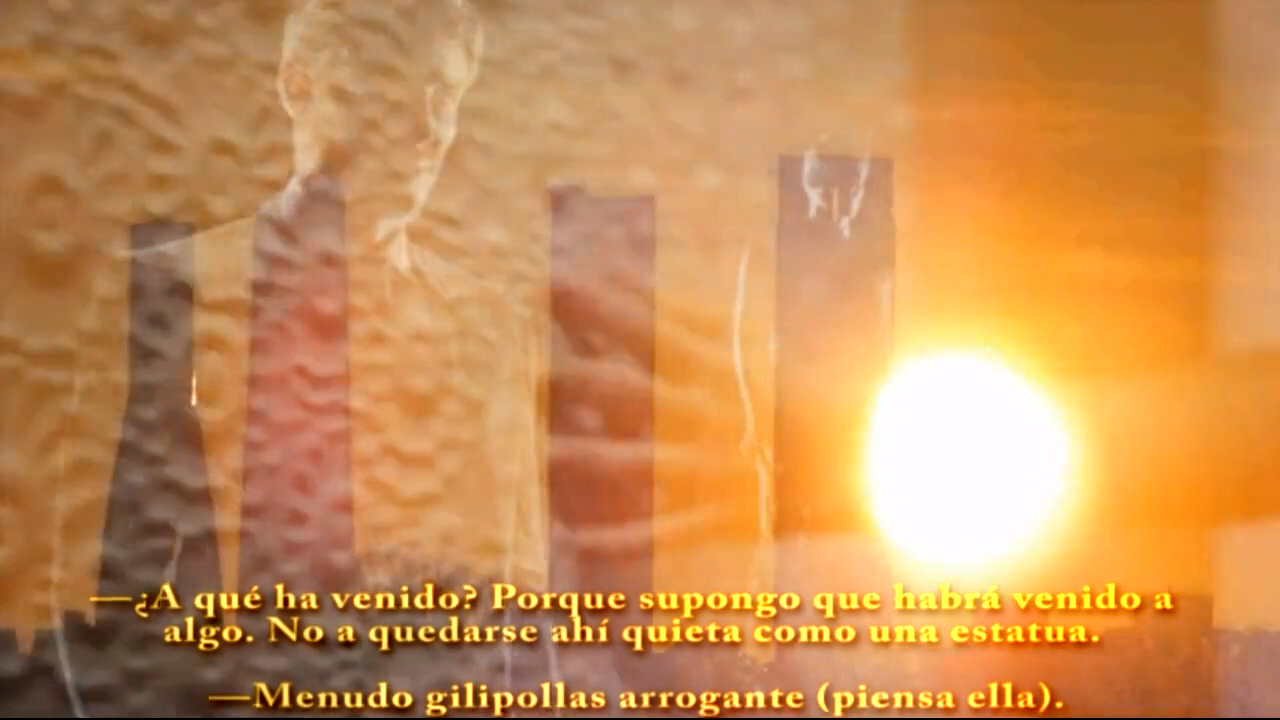 —¿A qué ha venido? Porque supongo que habrá venido a
algo. No a quedarse ahí quieta como una estatua.
—Menudo gilipollas arrogante (piensa ella).